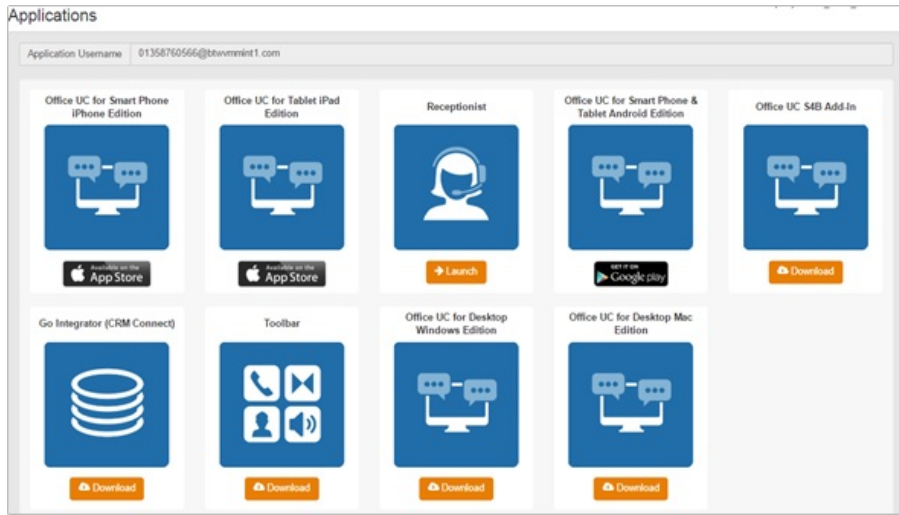 Applications
Application Username 01358760566@btwvmmint1.com
Office UC for Smart Phone
iPhone Edition
Office UC for Tablet iPad
Edition
Receptionist
Office UC for Smart Phone &
Tablet Android Edition
Office UC S4B Add-In
Available on the
App Store
Available on the
App Store
Launch
GET IT ON
Google play
Download
Go Integrator (CRM Connect)
Toolbar
Office UC for Desktop
Windows Edition
Office UC for Desktop Mac
Edition
Download
Download
Download
Download